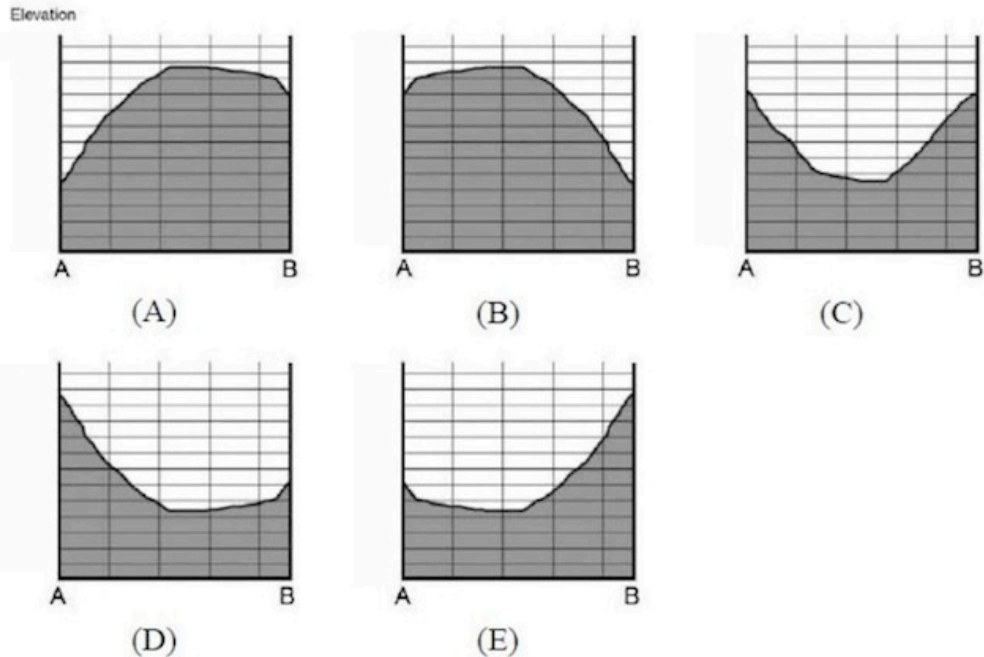 Elevation
A B A B A B
(A) (B) (C)
A B A B
(D) (E)